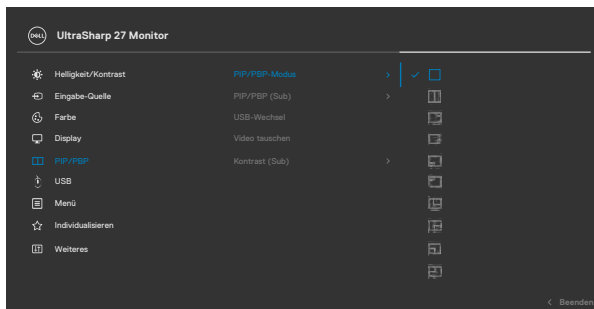 DELL UltraSharp 27 Monitor
Helligkeit/Kontrast PIP/PBP-Modus
Eingabe-Quelle PIP/PBP (Sub)
Farbe USB-Wechsel
Display Video tauschen
PIP/PBP Kontrast (Sub)
USB
Menü
Individualisieren
Weiteres
Beenden